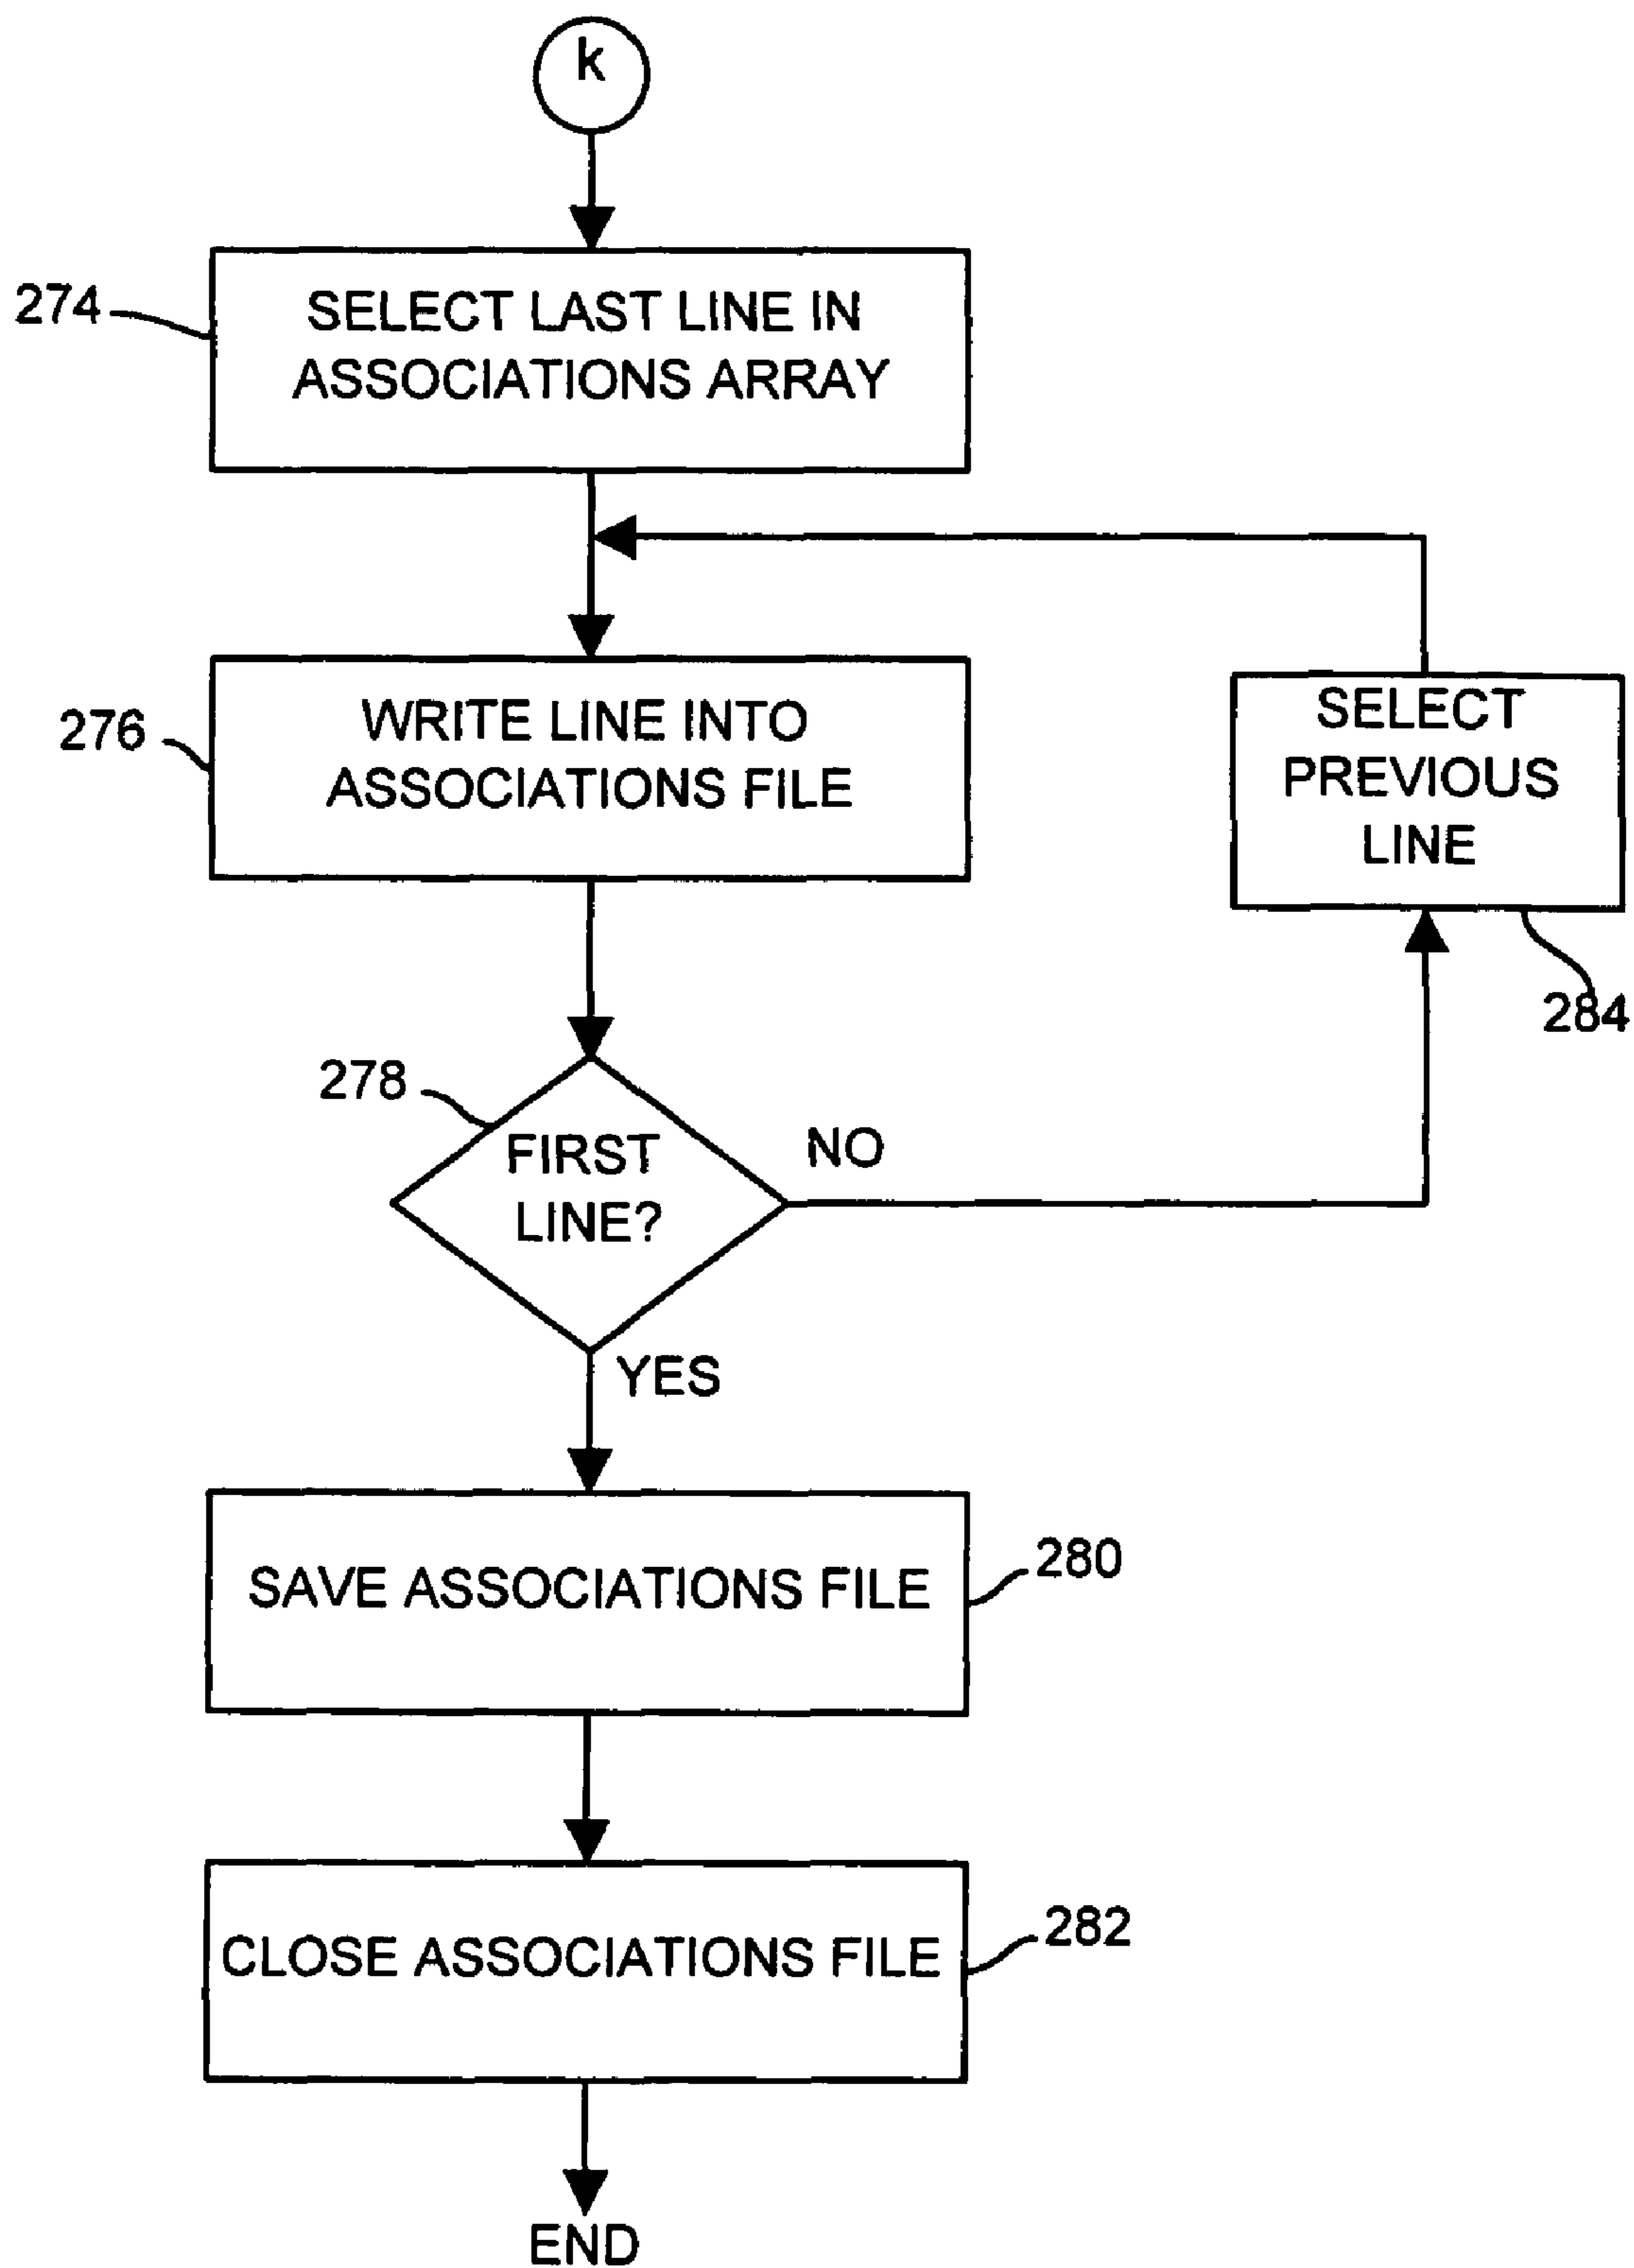 k
274
SELECT LAST LINE IN
ASSOCIATIONS ARRAY
276
WRITE LINE INTO
ASSOCIATIONS FILE
SELECT
PREVIOUS
LINE
284
278
FIRST
LINE?
NO
YES
SAVE ASSOCIATIONS FILE
280
CLOSE ASSOCIATIONS FILE
282
END